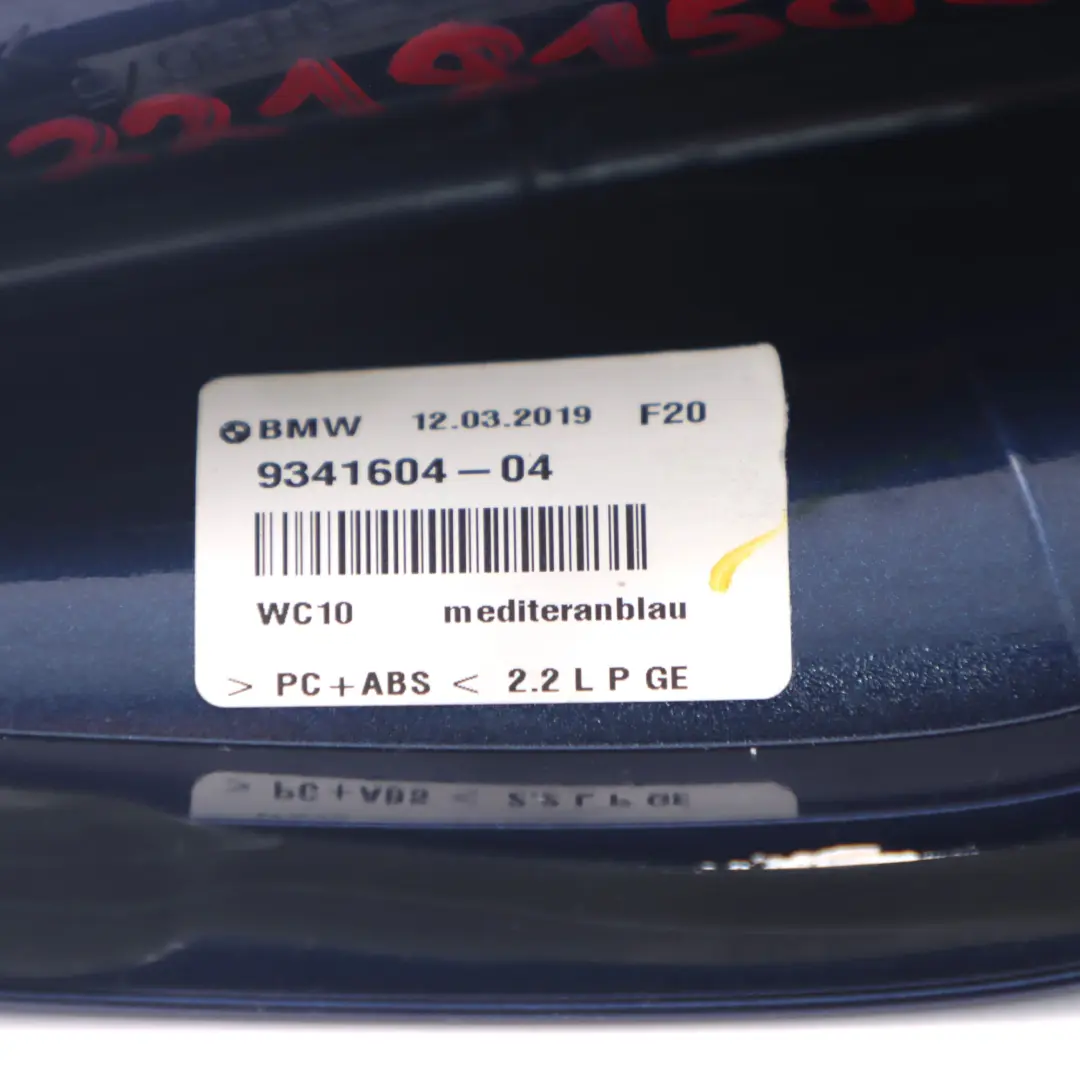 BMW 12.03.2019 F20
9341604-04
WC10 mediteranblau
> PC+ABS < 2.2 L P GE